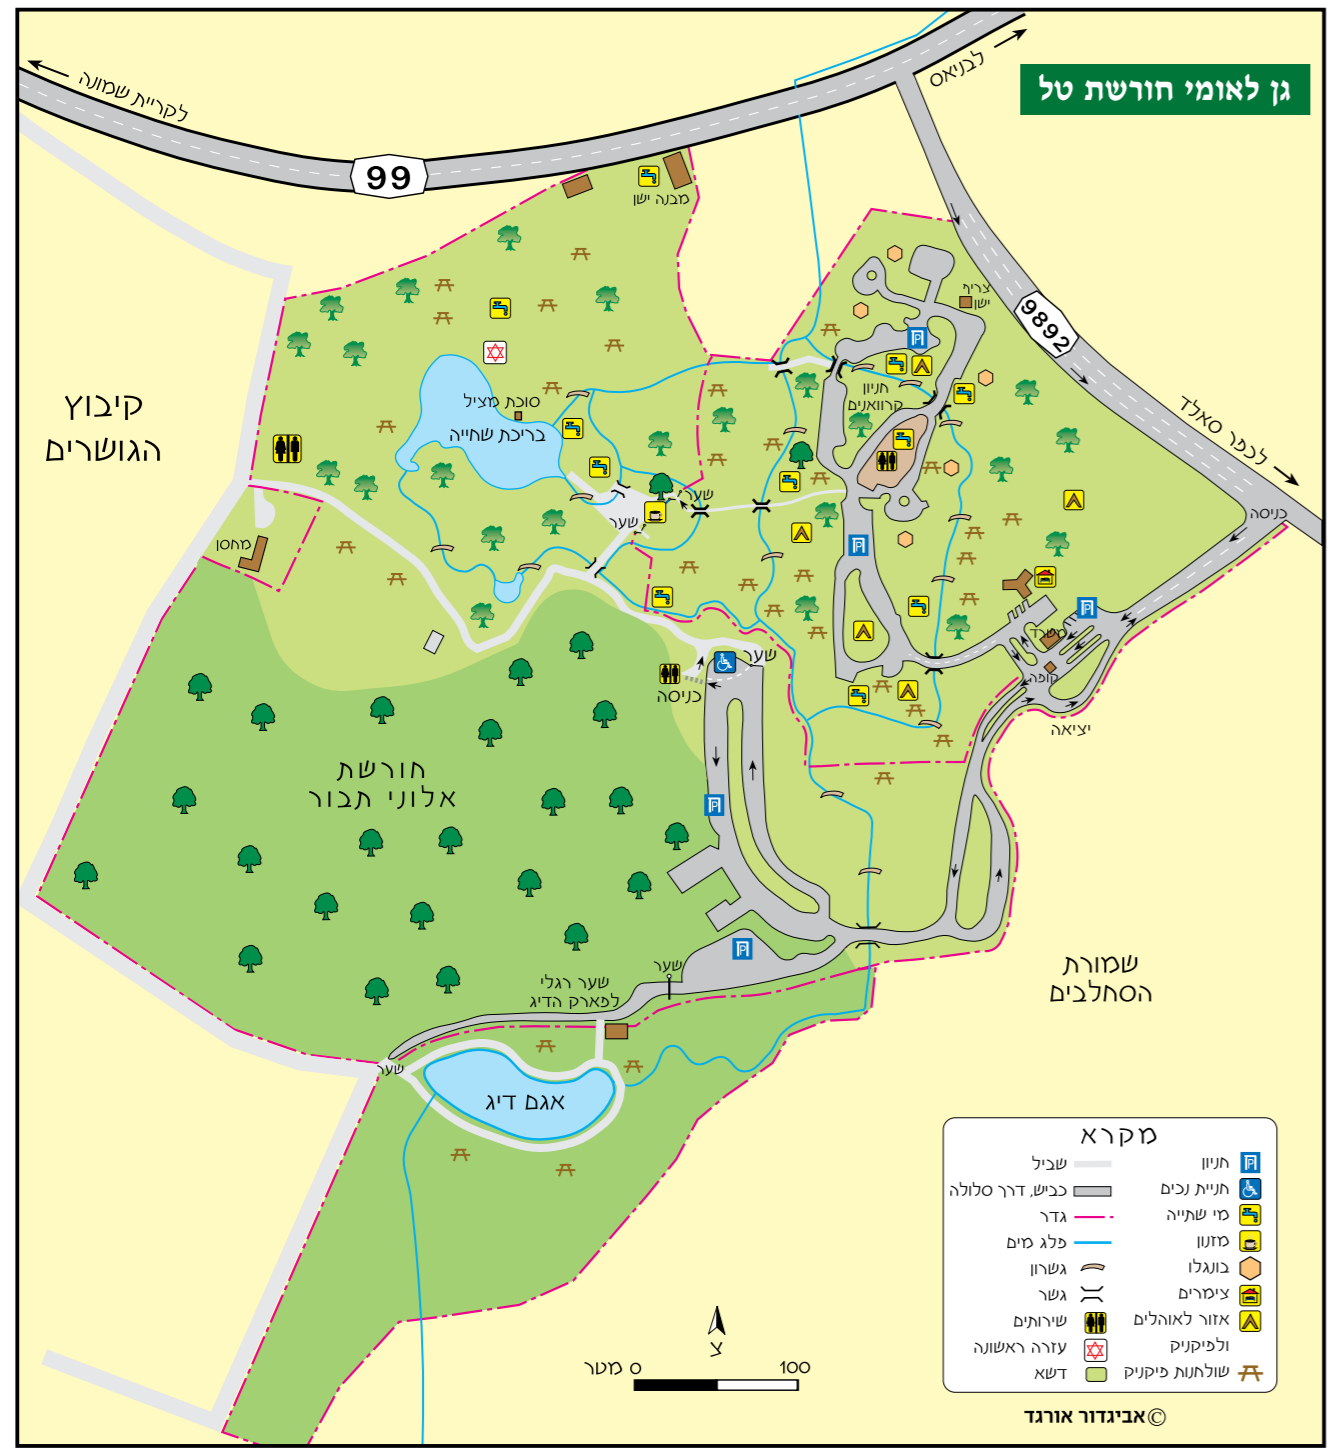 גן לאומי חורשת טל
לבניאס
לקריית שמונה
99
מבנה ישן
צריף
ישן
9892
לכפר סאלד
קיבוץ
הגושרים
סוכת מציל
בריכת שחייה
חניון
קרוואנים
שער
שער
כניסה
מחסן
משרד
קופה
יציאה
שער
כניסה
חורשת
אלוני תבור
שמורת
הסחלבים
שער
שער רגלי
לפארק הדיג
שער
אגם דיג
מקרא
חניון
חניית נכים
מי שתייה
מזנון
בונגלו
צימרים
אזור לאוהלים
ולפיקניק
שולחנות פיקניק
שביל
כביש, דרך סלולה
גדר
פלג מים
גשרון
גשר
שירותים
עזרה ראשונה
דשא
צ
100 0 מטר
©אביגדור אורגד